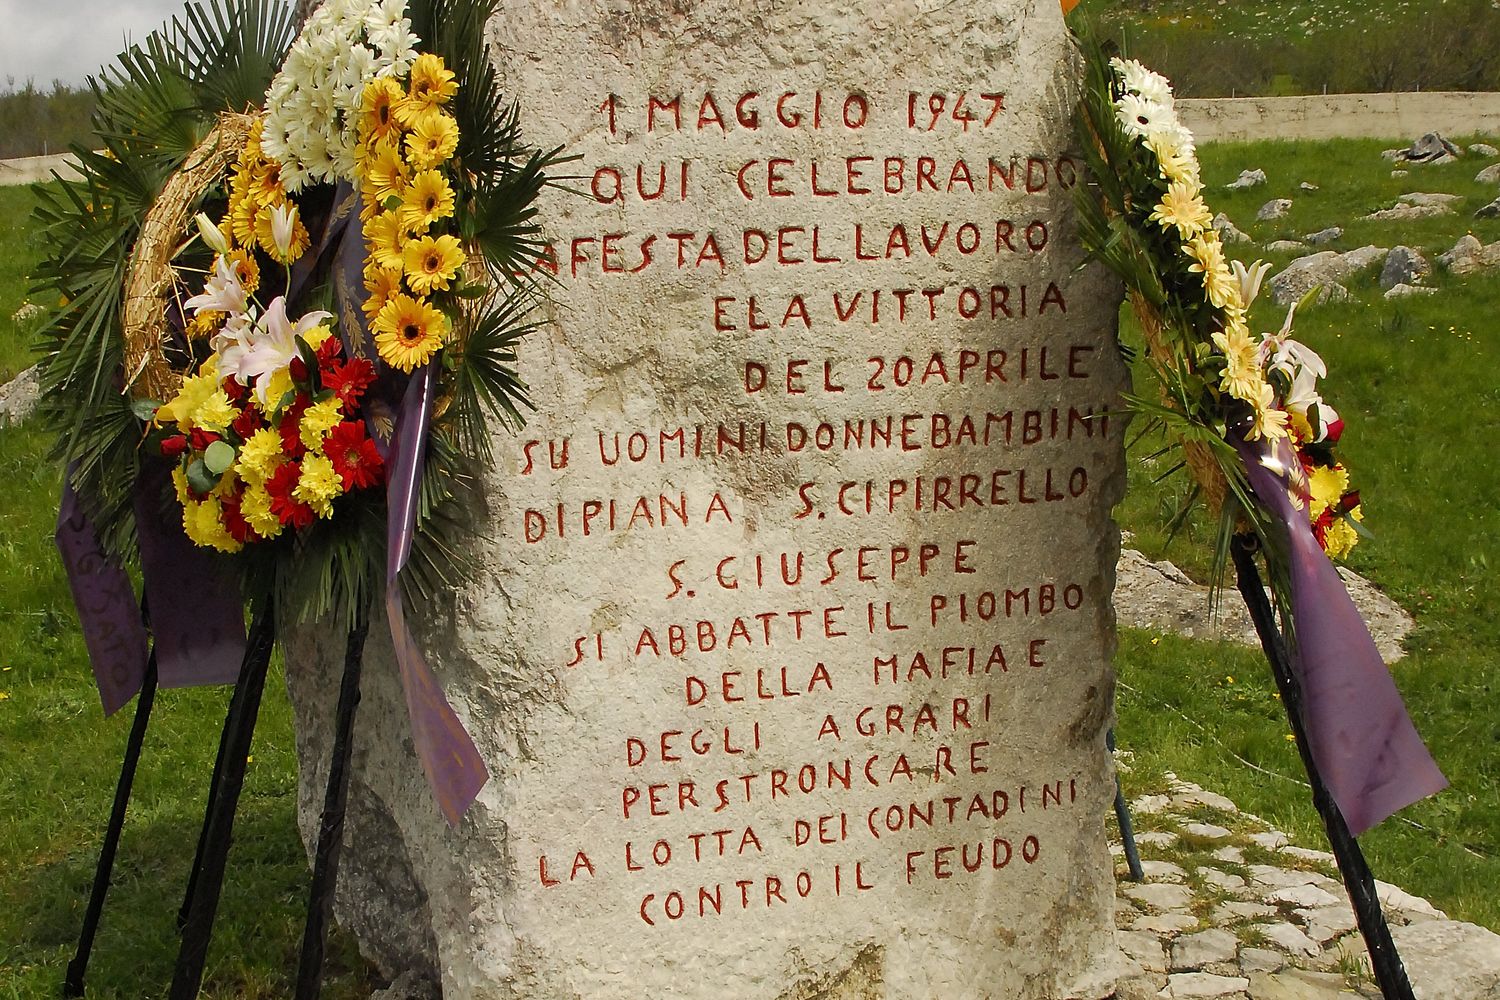 1 MAGGIO 1947
QUI CELEBRANDO
LA FESTA DEL LAVORO
E LA VITTORIA
DEL 20 APRILE
SU UOMINI DONNE BAMBINI
DI PIANA S. CIPIRRELLO
S. GIUSEPPE
SI ABBATTE IL PIOMBO
DELLA MAFIA E
DEGLI AGRARI
PER STRONCARE
LA LOTTA DEI CONTADINI
CONTRO IL FEUDO